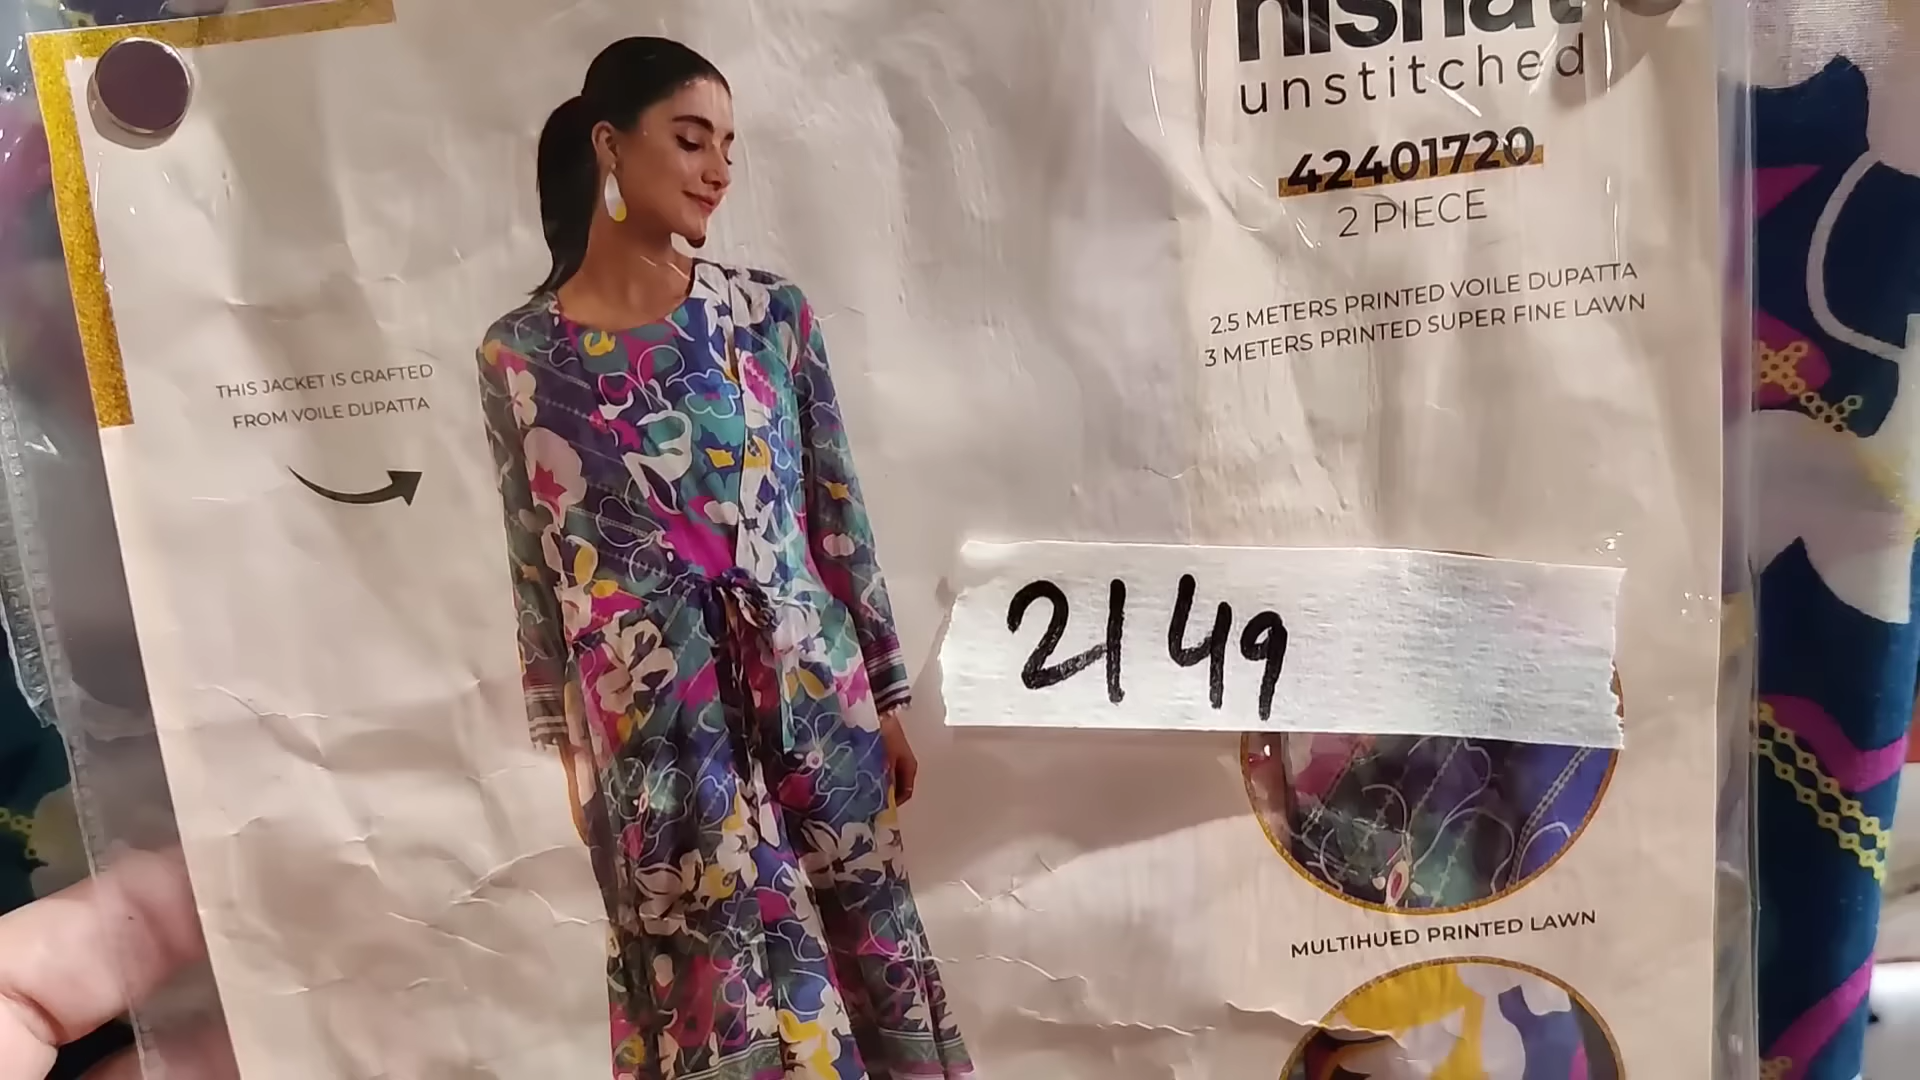 nishat
unstitched
42401720
2 PIECE
2.5 METERS PRINTED VOILE DUPATTA
3 METERS PRINTED SUPER FINE LAWN
THIS JACKET IS CRAFTED
FROM VOILE DUPATTA
2149
MULTIHUED PRINTED LAWN